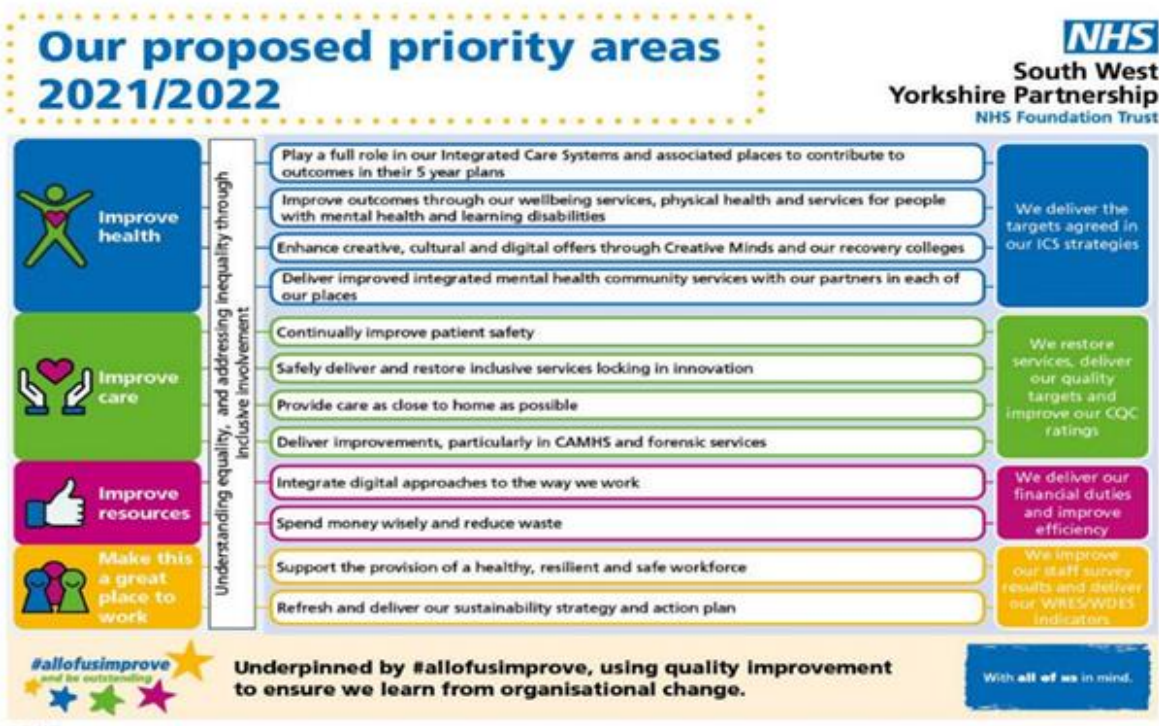 Our proposed priority areas
2021/2022
NHS
South West
Yorkshire Partnership
NHS Foundation Trust
Improve
health
Understanding equality, and addressing inequality through
Inclusive involvement
Play a full role in our Integrated Care Systems and associated places to contribute to
outcomes in their 5 year plans
Improve outcomes through our wellbeing services, physical health and services for people
with mental health and learning disabilities
Enhance creative, cultural and digital offers through Creative Minds and our recovery colleges
Deliver improved integrated mental health community services with our partners in each of
our places
We deliver the
targets agreed in
our ICS strategies
Improve
care
Continually improve patient safety
Safely deliver and restore inclusive services locking in innovation
Provide care as close to home as possible
Deliver improvements, particularly in CAMHS and forensic services
We restore
services, deliver
our quality
targets and
improve our CQC
ratings
Improve
resources
Integrate digital approaches to the way we work
Spend money wisely and reduce waste
We deliver our
financial duties
and improve
efficiency
Make this
a great
place to
work
Support the provision of a healthy, resilient and safe workforce
Refresh and deliver our sustainability strategy and action plan
We improve
our staff survey
results and deliver
our WRES/WDES
indicators
#allofusimprove
and be outstanding
Underpinned by #allofusimprove, using quality improvement
to ensure we learn from organisational change.
With all of us in mind.